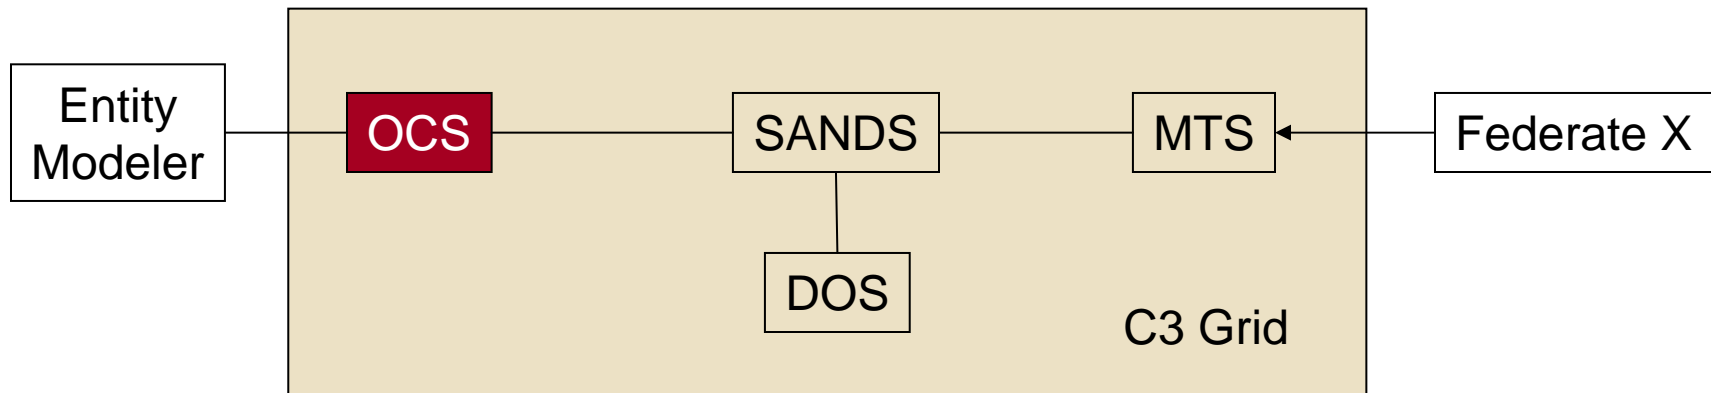 Entity
Modeler
OCS
SANDS
MTS
Federate X
DOS
C3 Grid